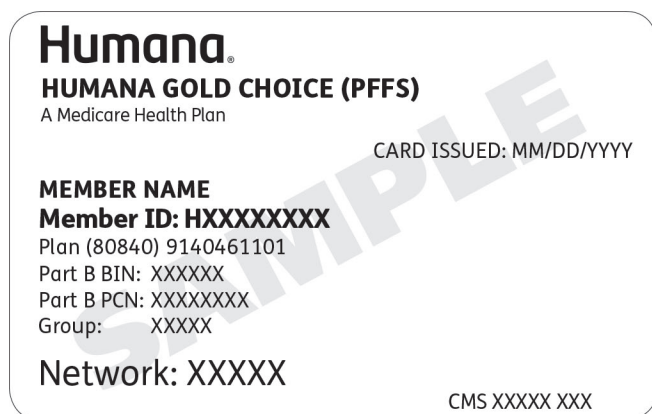 Humana®
HUMANA GOLD CHOICE (PFFS)
A Medicare Health Plan
CARD ISSUED: MM/DD/YYYY
MEMBER NAME
Member ID: HXXXXXXXX
Plan (80840) 9140461101
Part B BIN: XXXXXX
Part B PCN: XXXXXXXX
Group: XXXXX
Network: XXXXX
CMS XXXXX XXX
SAMPLE